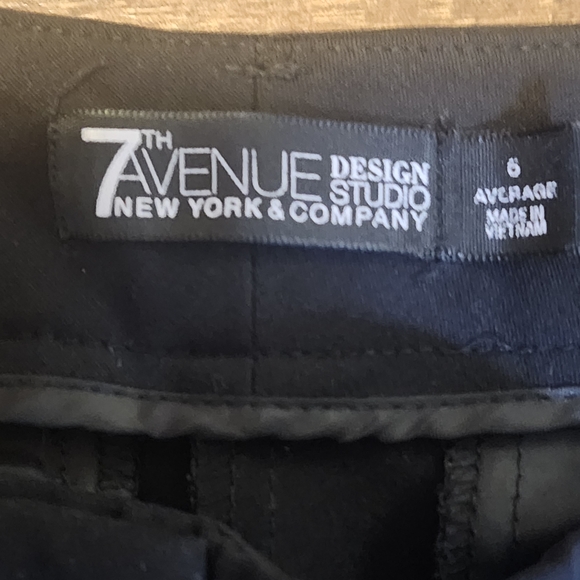 7TH AVENUE DESIGN STUDIO
NEW YORK & COMPANY
6
AVERAGE
MADE IN
VIETNAM